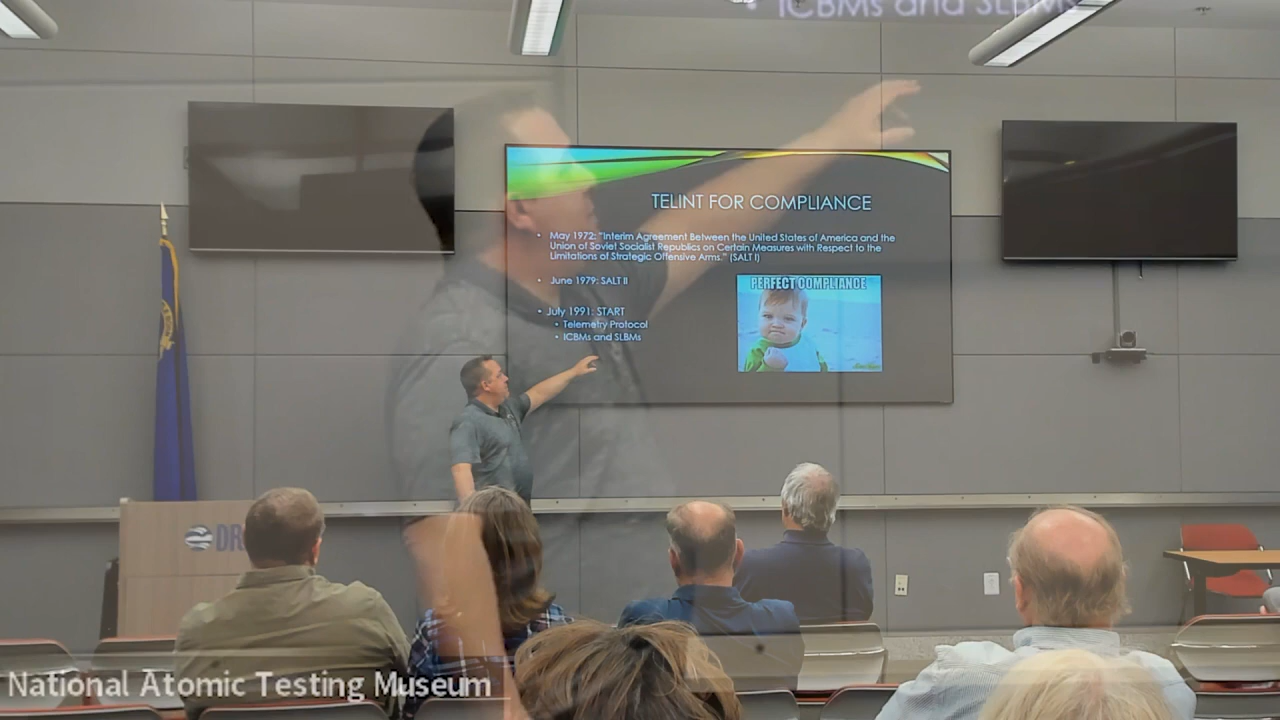 ICBMs and SLBMs
TELINT FOR COMPLIANCE
• May 1972: "Interim Agreement Between the United States of America and the
Union of Soviet Socialist Republics on Certain Measures with Respect to the
Limitations of Strategic Offensive Arms." (SALT I)
• June 1979: SALT II
PERFECT COMPLIANCE
• July 1991: START
• Telemetry Protocol
• ICBMs and SLBMs
DR
National Atomic Testing Museum